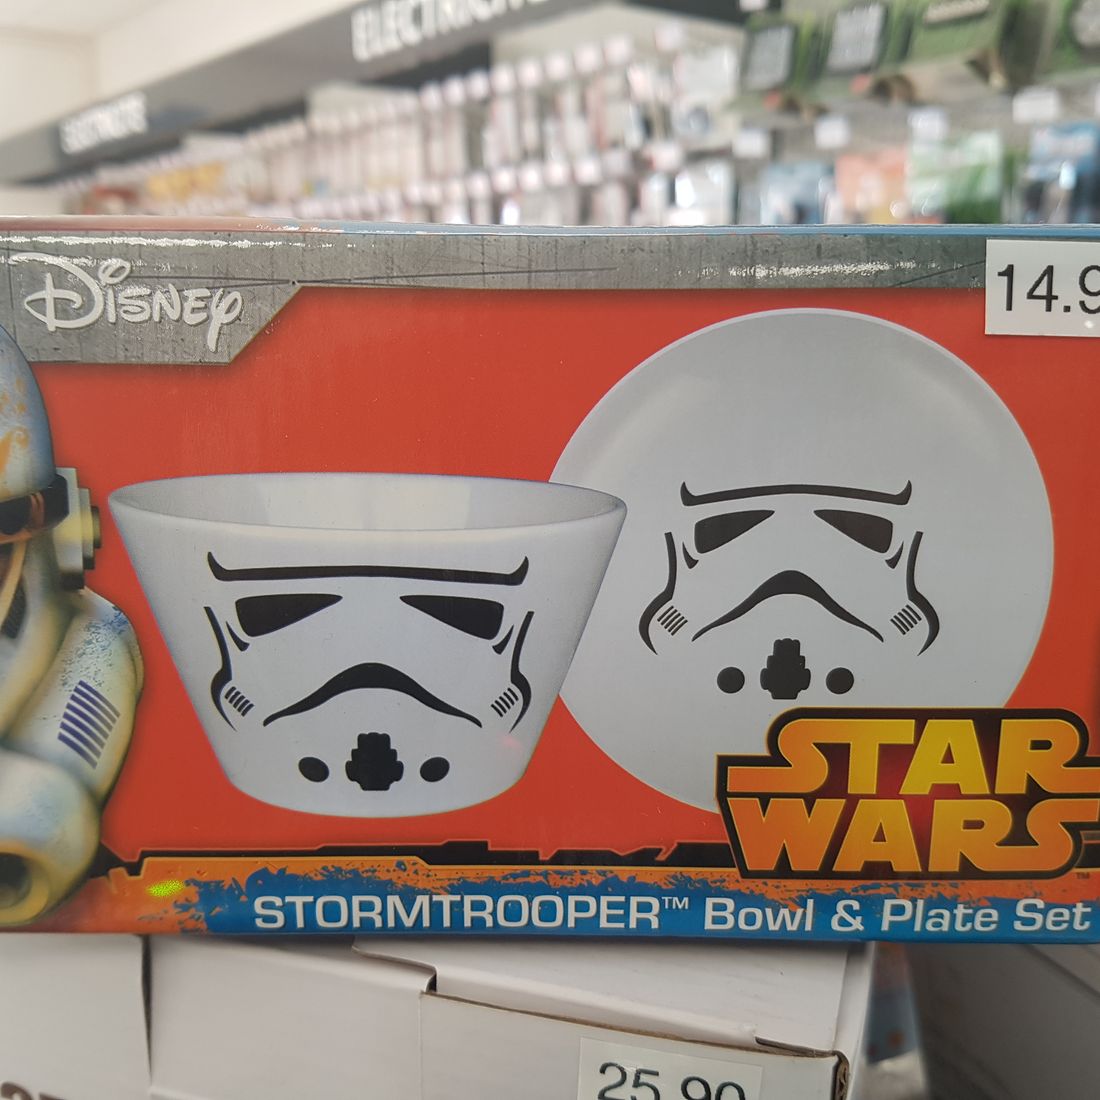 DISNEY
14.9
STAR
WARS
STORMTROOPER™ Bowl & Plate Set
25.90